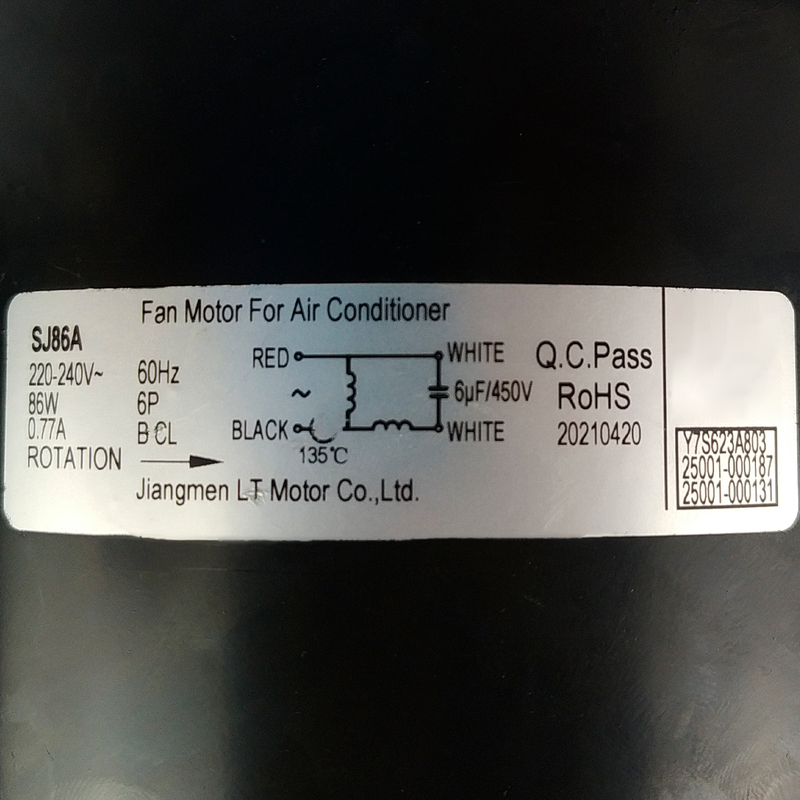 Fan Motor For Air Conditioner
SJ86A
220-240V~ 60Hz
86W 6P
0.77A B CL
ROTATION
RED WHITE
~ 6μF/450V
BLACK WHITE
135℃
Jiangmen LT Motor Co.,Ltd.
Q.C.Pass
RoHS
20210420
Y7S623A803
25001-000187
25001-000131